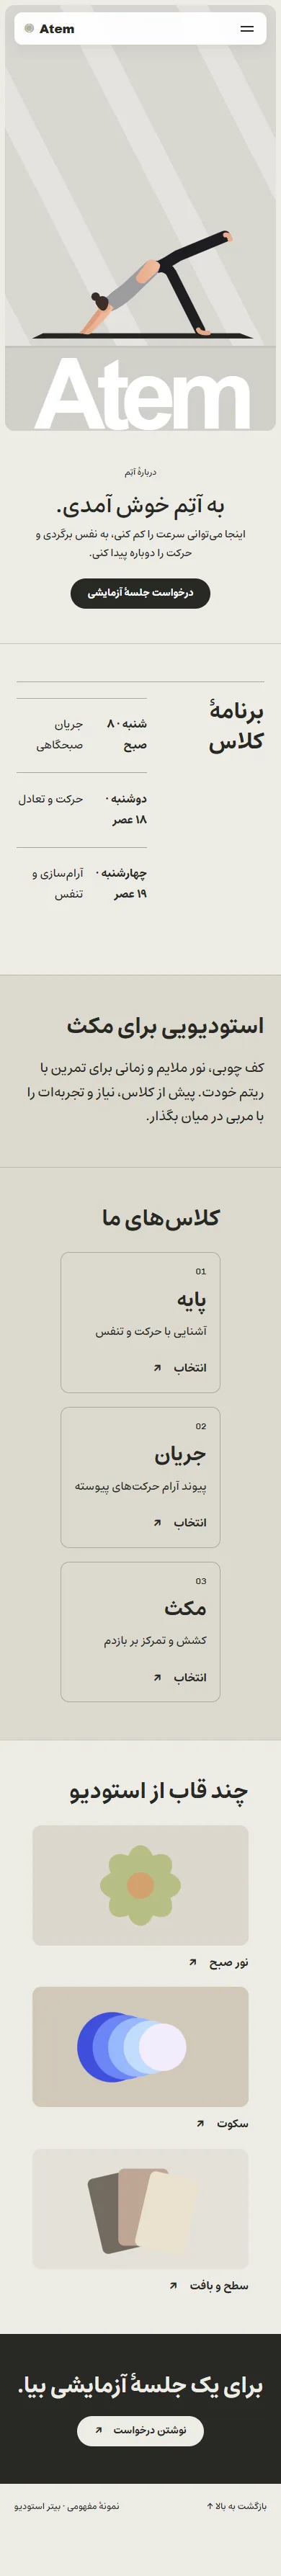 Atem
Atem
دربارهٔ آتِم
به آتِم خوش آمدی.
اینجا می‌توانی سرعت را کم کنی، به نفس برگردی و
حرکت را دوباره پیدا کنی.
درخواست جلسهٔ آزمایشی
برنامهٔ
کلاس
شنبه · ۸
صبح
جریان
صبحگاهی
دوشنبه ·
۱۸ عصر
حرکت و تعادل
چهارشنبه ·
۱۹ عصر
آرام‌سازی و
تنفس
استودیویی برای مکث
کف چوبی، نور ملایم و زمانی برای تمرین با
ریتم خودت. پیش از کلاس، نیاز و تجربه‌ات را
با مربی در میان بگذار.
کلاس‌های ما
01
پایه
آشنایی با حرکت و تنفس
انتخاب ↗
02
جریان
پیوند آرام حرکت‌های پیوسته
انتخاب ↗
03
مکث
کشش و تمرکز بر بازدم
انتخاب ↗
چند قاب از استودیو
نور صبح ↗
سکوت ↗
سطح و بافت ↗
برای یک جلسهٔ آزمایشی بیا.
نوشتن درخواست ↗
بازگشت به بالا ↑
نمونهٔ مفهومی · بیتر استودیو